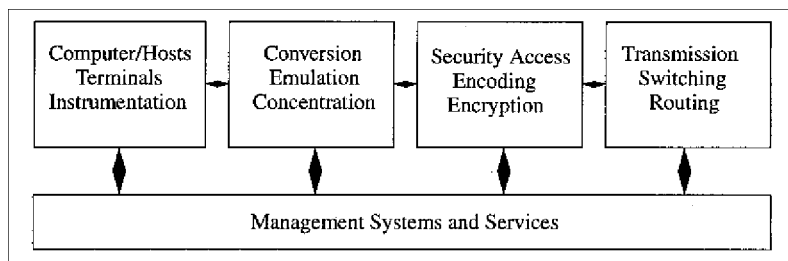 Computer/Hosts
Terminals
Instrumentation
Conversion
Emulation
Concentration
Security Access
Encoding
Encryption
Transmission
Switching
Routing
Management Systems and Services